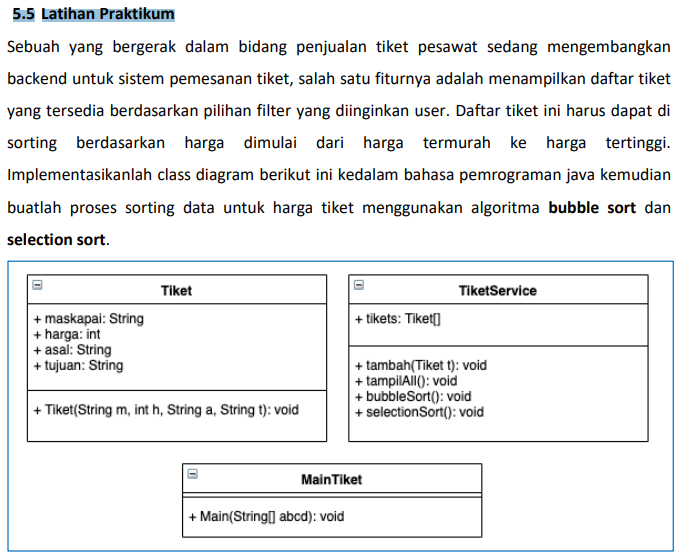 5.5 Latihan Praktikum
Sebuah yang bergerak dalam bidang penjualan tiket pesawat sedang mengembangkan
backend untuk sistem pemesanan tiket, salah satu fiturnya adalah menampilkan daftar tiket
yang tersedia berdasarkan pilihan filter yang diinginkan user. Daftar tiket ini harus dapat di
sorting berdasarkan harga dimulai dari harga termurah ke harga tertinggi.
Implementasikanlah class diagram berikut ini kedalam bahasa pemrograman java kemudian
buatlah proses sorting data untuk harga tiket menggunakan algoritma bubble sort dan
selection sort.
Tiket
+ maskapai: String
+ harga: int
+ asal: String
+ tujuan: String
+ Tiket(String m, int h, String a, String t): void
TiketService
+ tikets: Tiket[]
+ tambah(Tiket t): void
+ tampilAll(): void
+ bubbleSort(): void
+ selectionSort(): void
MainTiket
+ Main(String[] abcd): void